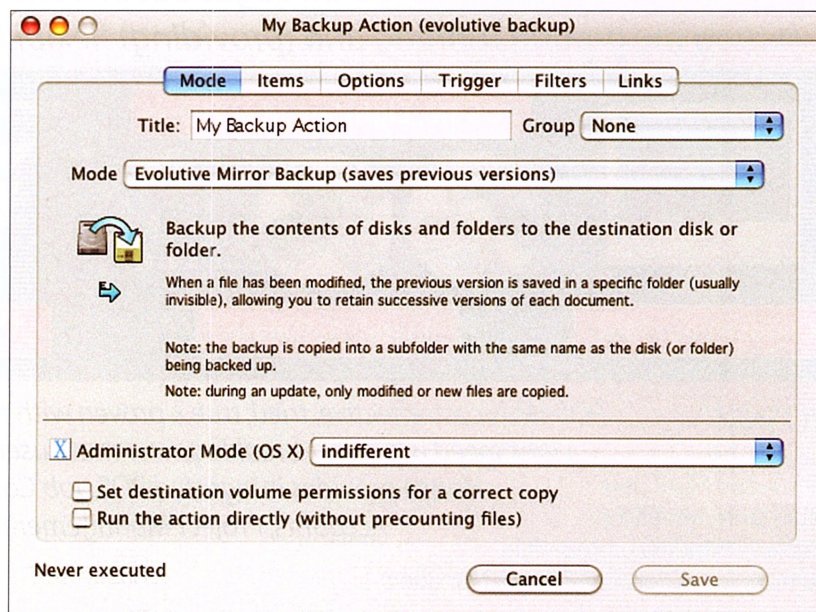 My Backup Action (evolutive backup)
Mode Items Options Trigger Filters Links
Title: My Backup Action Group None
Mode Evolutive Mirror Backup (saves previous versions)
Backup the contents of disks and folders to the destination disk or
folder.
When a file has been modified, the previous version is saved in a specific folder (usually
invisible), allowing you to retain successive versions of each document.
Note: the backup is copied into a subfolder with the same name as the disk (or folder)
being backed up.
Note: during an update, only modified or new files are copied.
X Administrator Mode (OS X) indifferent
Set destination volume permissions for a correct copy
Run the action directly (without precounting files)
Never executed Cancel Save